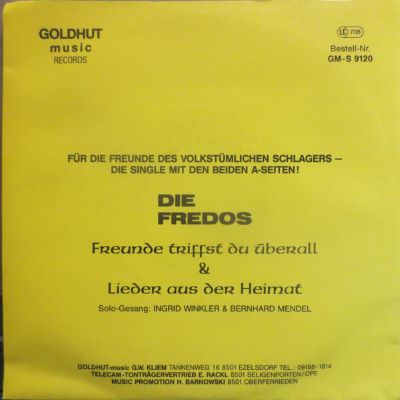 GOLDHUT
music
RECORDS
LC 7735
Bestell-Nr.
GM-S 9120
FÜR DIE FREUNDE DES VOLKSTÜMLICHEN SCHLAGERS –
DIE SINGLE MIT DEN BEIDEN A-SEITEN!
DIE
FREDOS
Freunde triffst du überall
&
Lieder aus der Heimat
Solo-Gesang: INGRID WINKLER & BERNHARD MENDEL
GOLDHUT-music G.W. KLIEM TANNENWEG 16 8501 EZELSDORF TEL.: 09188-1814
TELECAM-TONTRÄGERVERTRIEB E. RACKL 8501 SELIGENPORTEN/OPF
MUSIC PROMOTION H. BARNOWSKI 8501 OBERFERRIEDEN